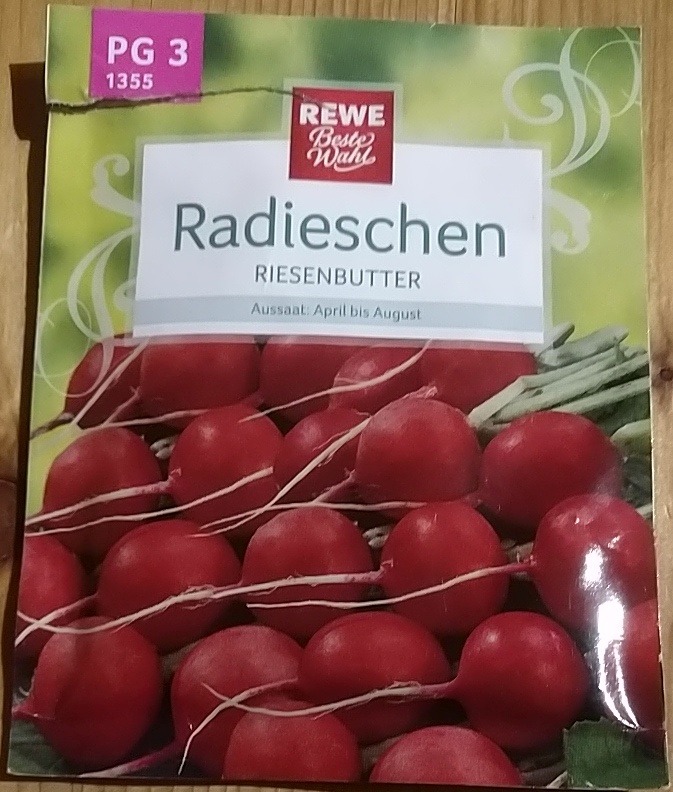 PG 3
1355
REWE
Beste
Wahl
Radieschen
RIESENBUTTER
Aussaat: April bis August